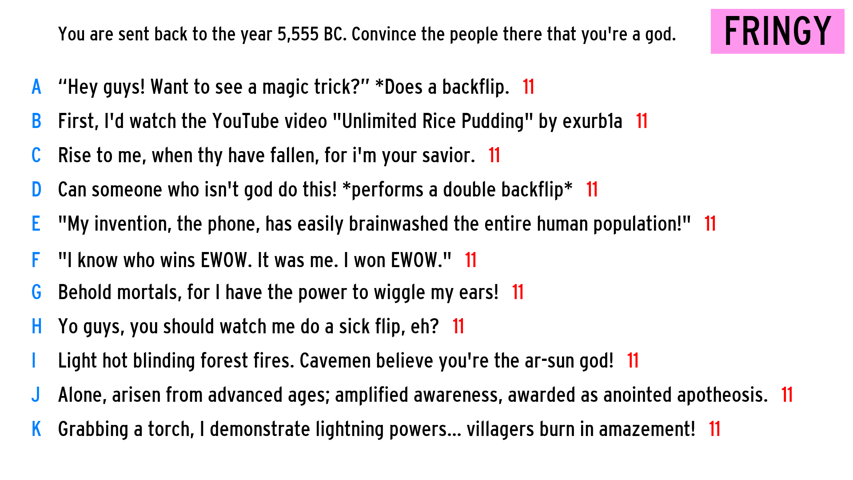 You are sent back to the year 5,555 BC. Convince the people there that you're a god.
FRINGY
A “Hey guys! Want to see a magic trick?” *Does a backflip. 11
B First, I'd watch the YouTube video "Unlimited Rice Pudding" by exurb1a 11
C Rise to me, when thy have fallen, for i'm your savior. 11
D Can someone who isn't god do this! *performs a double backflip* 11
E "My invention, the phone, has easily brainwashed the entire human population!" 11
F "I know who wins EWOW. It was me. I won EWOW." 11
G Behold mortals, for I have the power to wiggle my ears! 11
H Yo guys, you should watch me do a sick flip, eh? 11
I Light hot blinding forest fires. Cavemen believe you're the ar-sun god! 11
J Alone, arisen from advanced ages; amplified awareness, awarded as anointed apotheosis. 11
K Grabbing a torch, I demonstrate lightning powers... villagers burn in amazement! 11